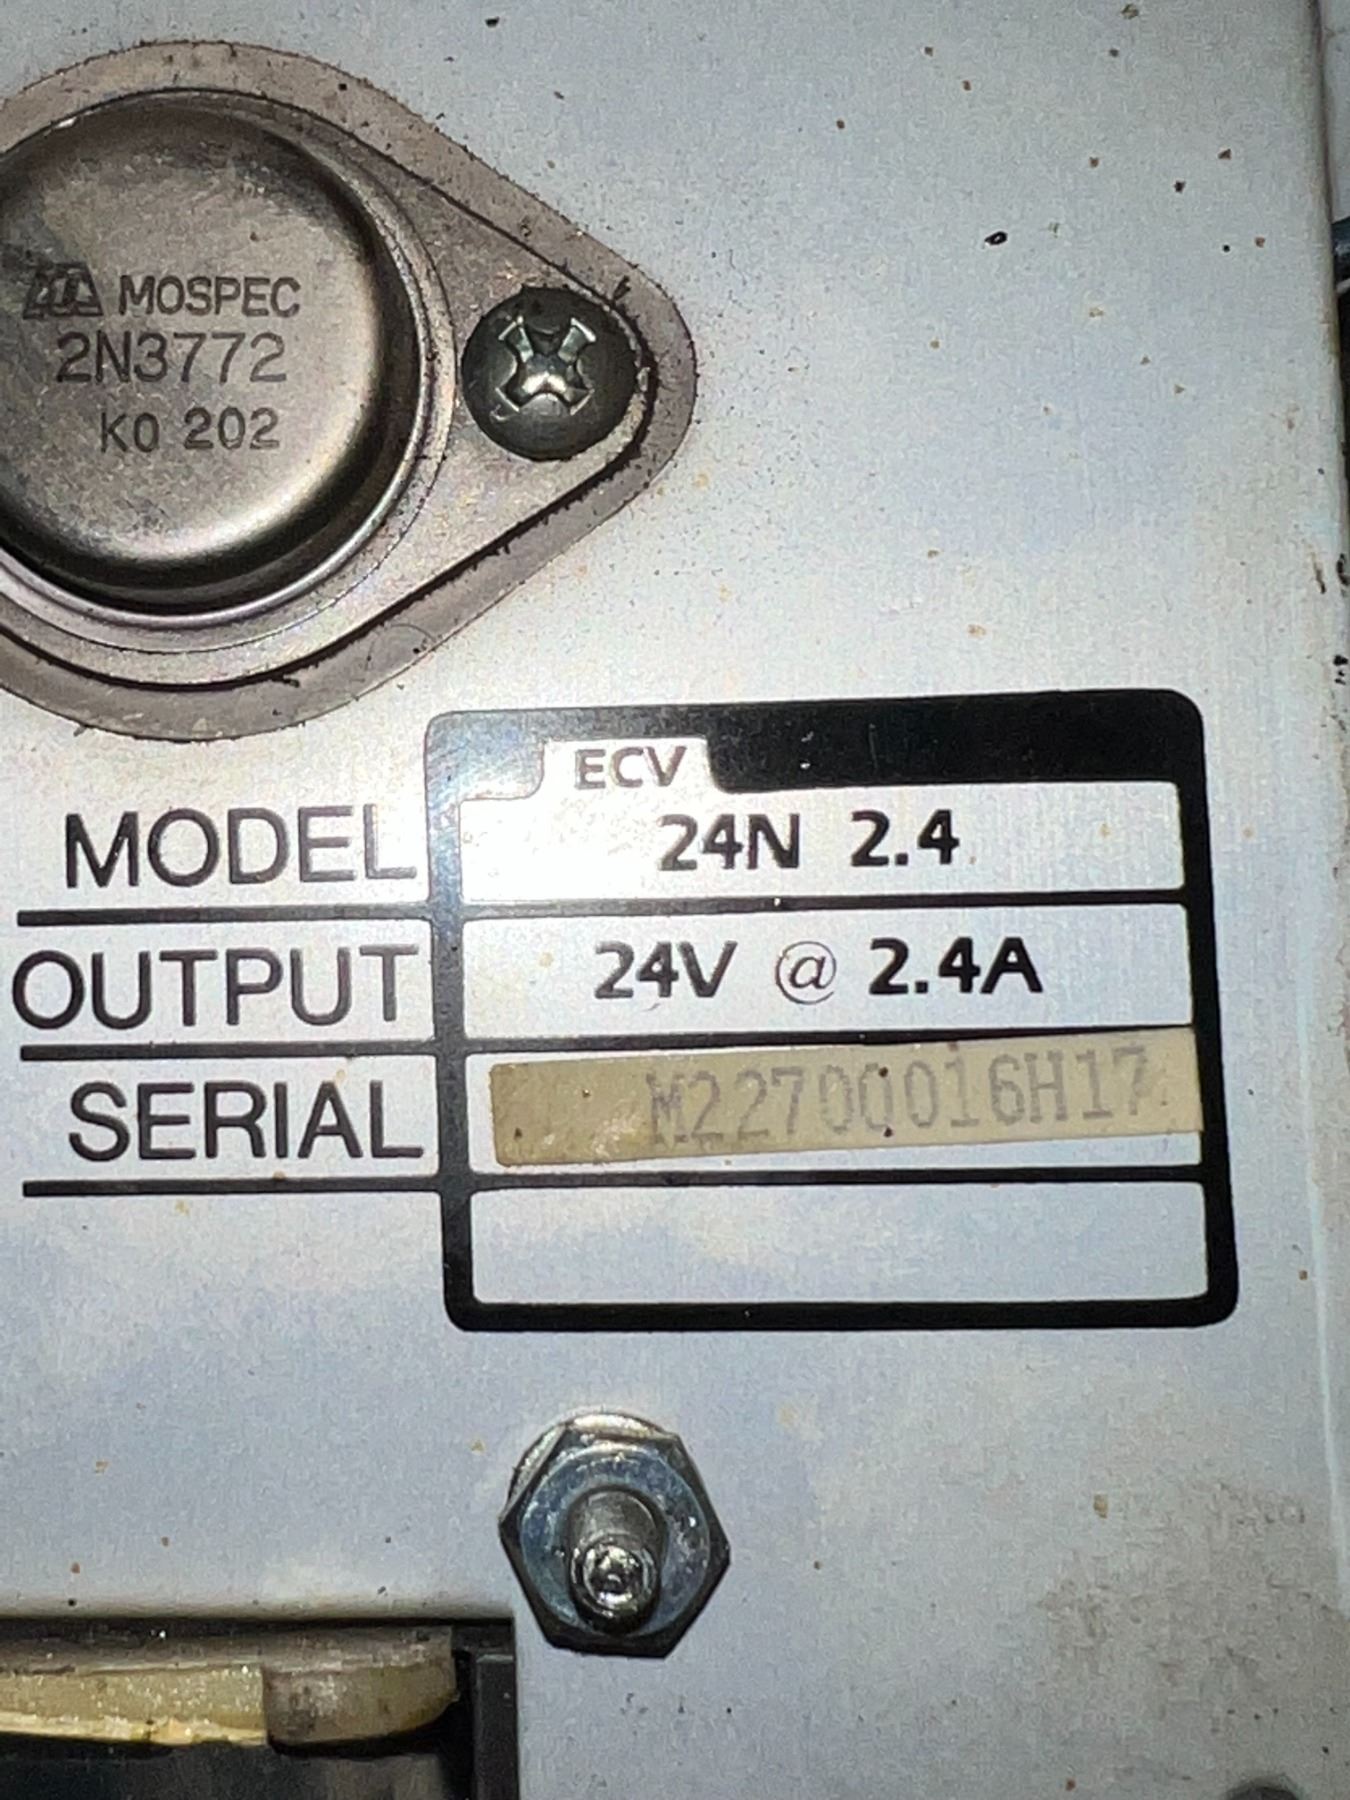 MOSPEC
2N3772
K0 202
ECV
MODEL 24N 2.4
OUTPUT 24V @ 2.4A
SERIAL M22700016H17